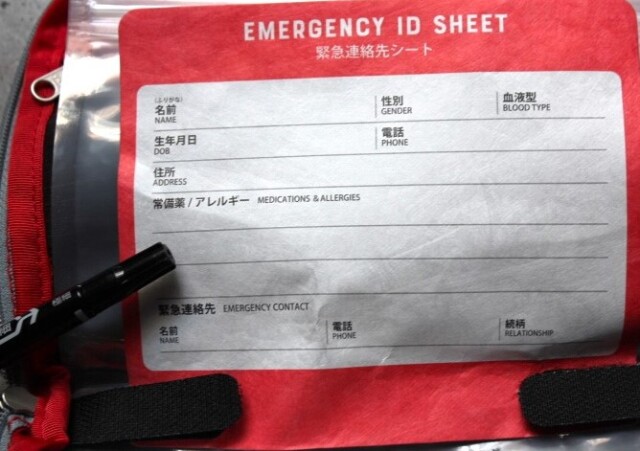 EMERGENCY ID SHEET
緊急連絡先シート
(ふりがな)
名前 性別 血液型
NAME GENDER BLOOD TYPE
生年月日 電話
DOB PHONE
住所
ADDRESS
常備薬 / アレルギー MEDICATIONS & ALLERGIES
緊急連絡先 EMERGENCY CONTACT
名前 電話 続柄
NAME PHONE RELATIONSHIP